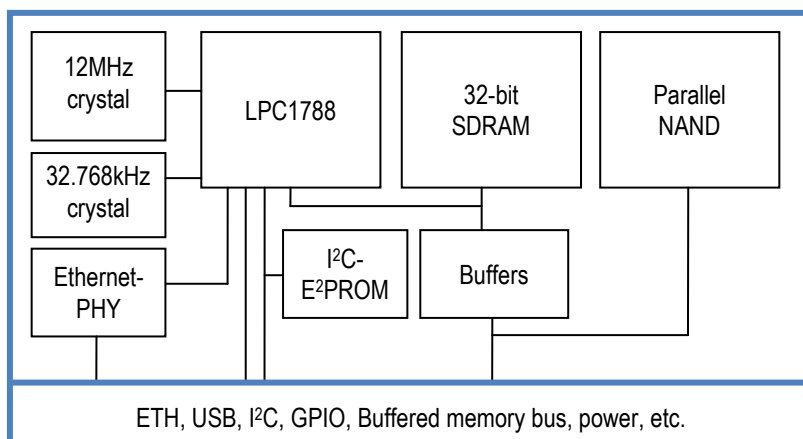 12MHz
crystal
LPC1788
32-bit
SDRAM
Parallel
NAND
32.768kHz
crystal
Ethernet-
PHY
I²C-
E²PROM
Buffers
ETH, USB, I²C, GPIO, Buffered memory bus, power, etc.